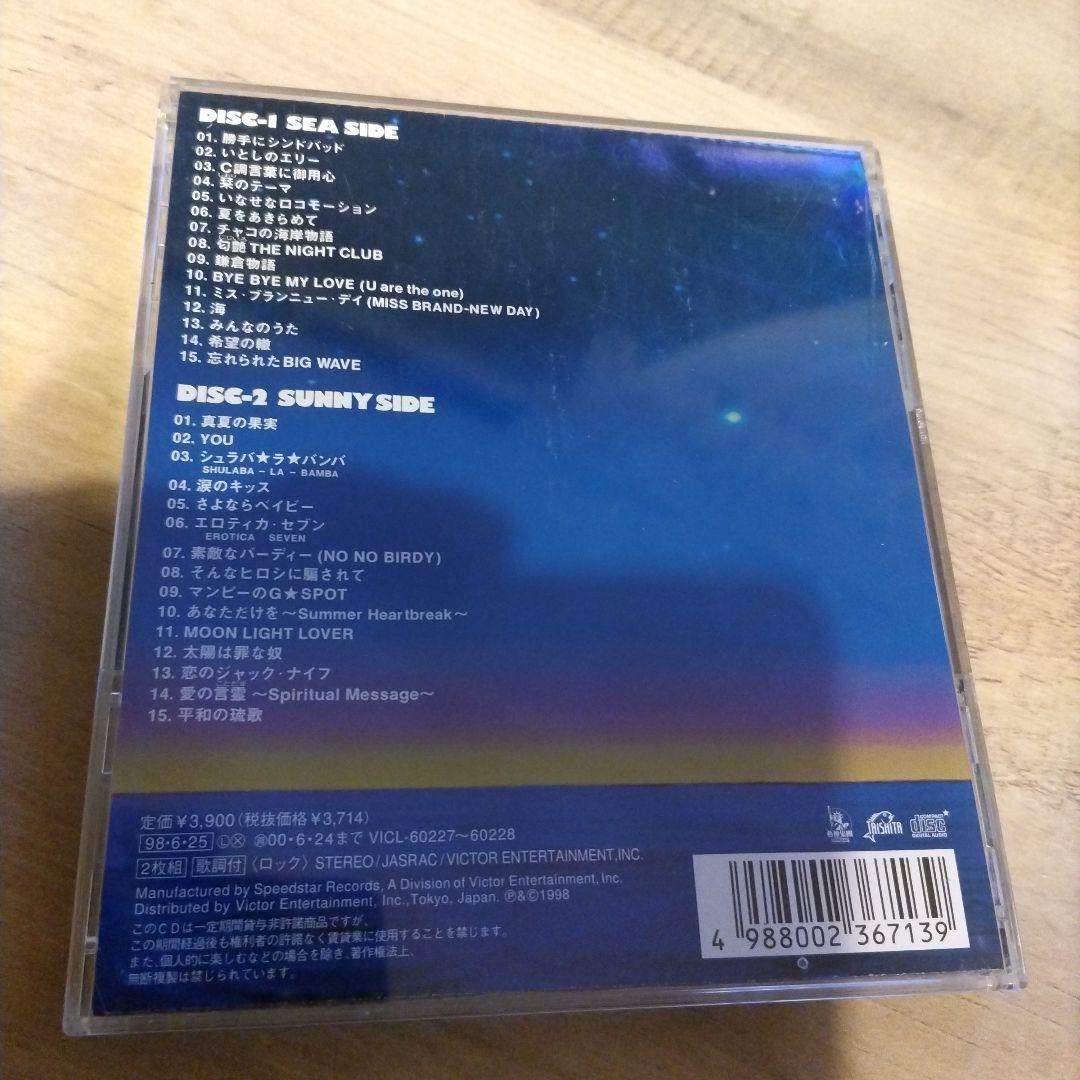 DISC-1 SEA SIDE
01. 勝手にシンドバッド
02. いとしのエリー
03. C調言葉に御用心
04. 栞のテーマ
05. いなせなロコモーション
06. 夏をあきらめて
07. チャコの海岸物語
08. 匂艶 THE NIGHT CLUB
09. 鎌倉物語
10. BYE BYE MY LOVE (U are the one)
11. ミス・ブランニュー・デイ (MISS BRAND-NEW DAY)
12. 海
13. みんなのうた
14. 希望の轍
15. 忘れられたBIG WAVE
DISC-2 SUNNY SIDE
01. 真夏の果実
02. YOU
03. シュラバ★ラ★バンバ
SHULABA – LA – BAMBA
04. 涙のキッス
05. さよならベイビー
06. エロティカ・セブン
EROTICA SEVEN
07. 素敵なバーディー (NO NO BIRDY)
08. そんなヒロシに騙されて
09. マンピーのG★SPOT
10. あなただけを ～Summer Heartbreak～
11. MOON LIGHT LOVER
12. 太陽は罪な奴
13. 恋のジャック・ナイフ
14. 愛の言霊 ～Spiritual Message～
15. 平和の琉歌
定価￥3,900(税抜価格￥3,714)
98・6・25 Ⓛ Ⓧ 00・6・24まで VICL-60227～60228
2枚組 歌詞付 〈ロック〉 STEREO/JASRAC/VICTOR ENTERTAINMENT,INC.
Manufactured by Speedstar Records, A Division of Victor Entertainment, Inc.
Distributed by Victor Entertainment, Inc.,Tokyo, Japan. ℗&©1998
このCDは一定期間貸与非許諾商品ですが、
この期間経過後も権利者の許諾なく賃貸業に使用することを禁じます。
また、個人的に楽しむなどの場合を除き、著作権法上、
無断複製は禁じられています。
TAISHITA
COMPACT disc DIGITAL AUDIO
4 988002 367139